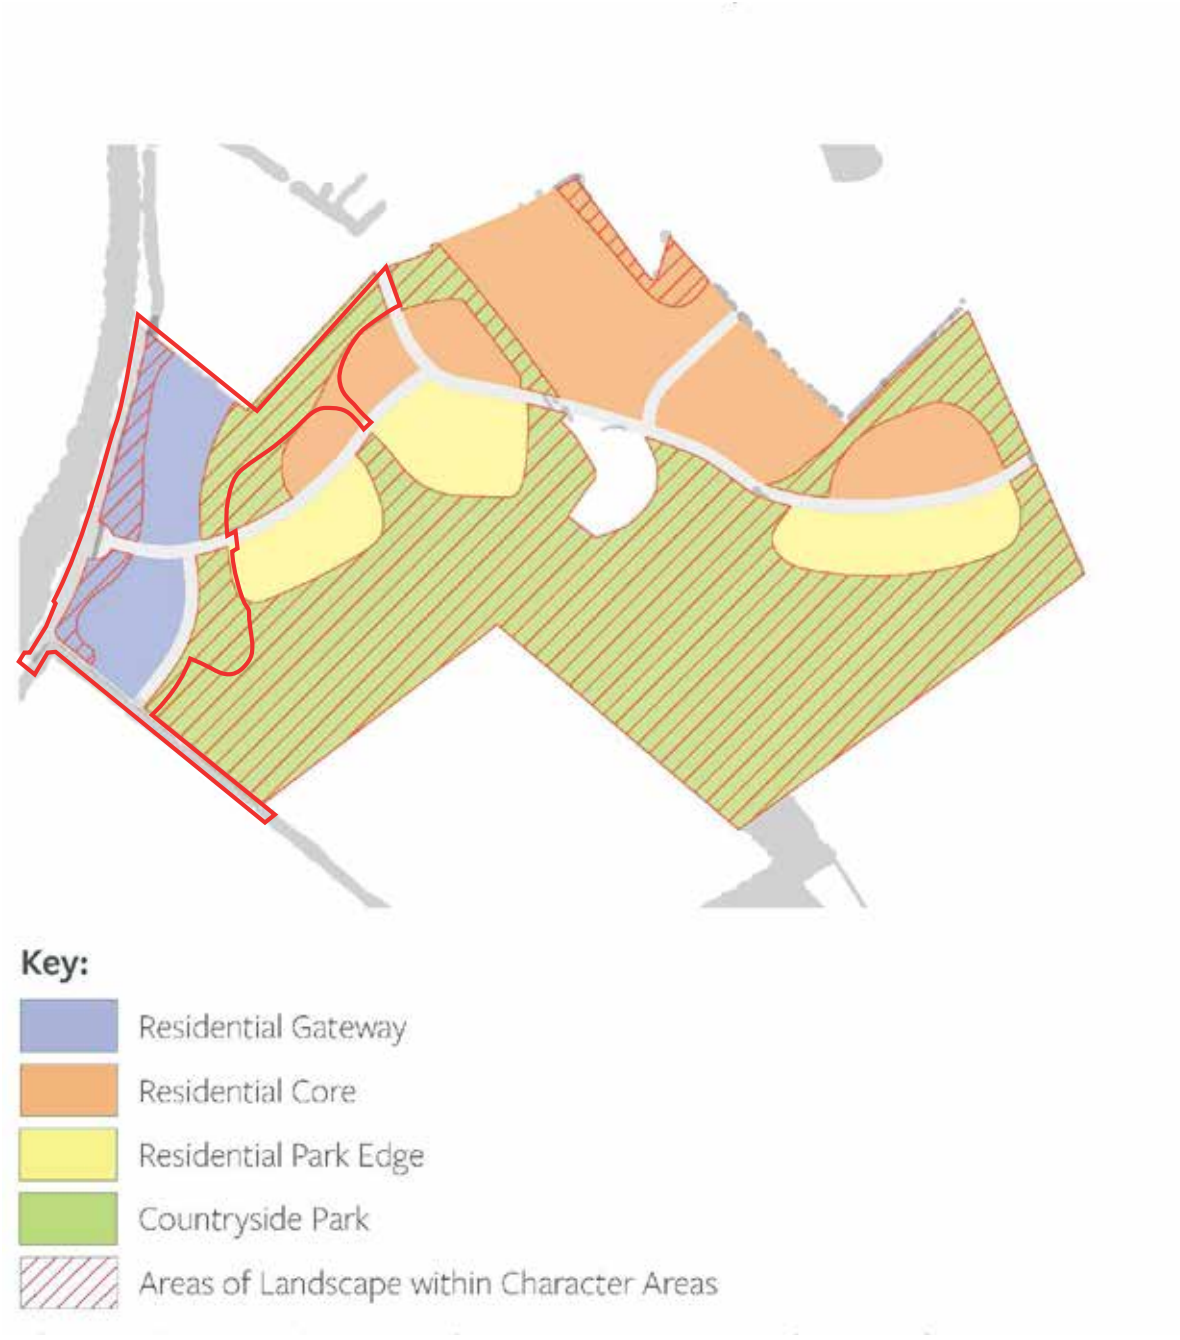 Key:
Residential Gateway
Residential Core
Residential Park Edge
Countryside Park
Areas of Landscape within Character Areas